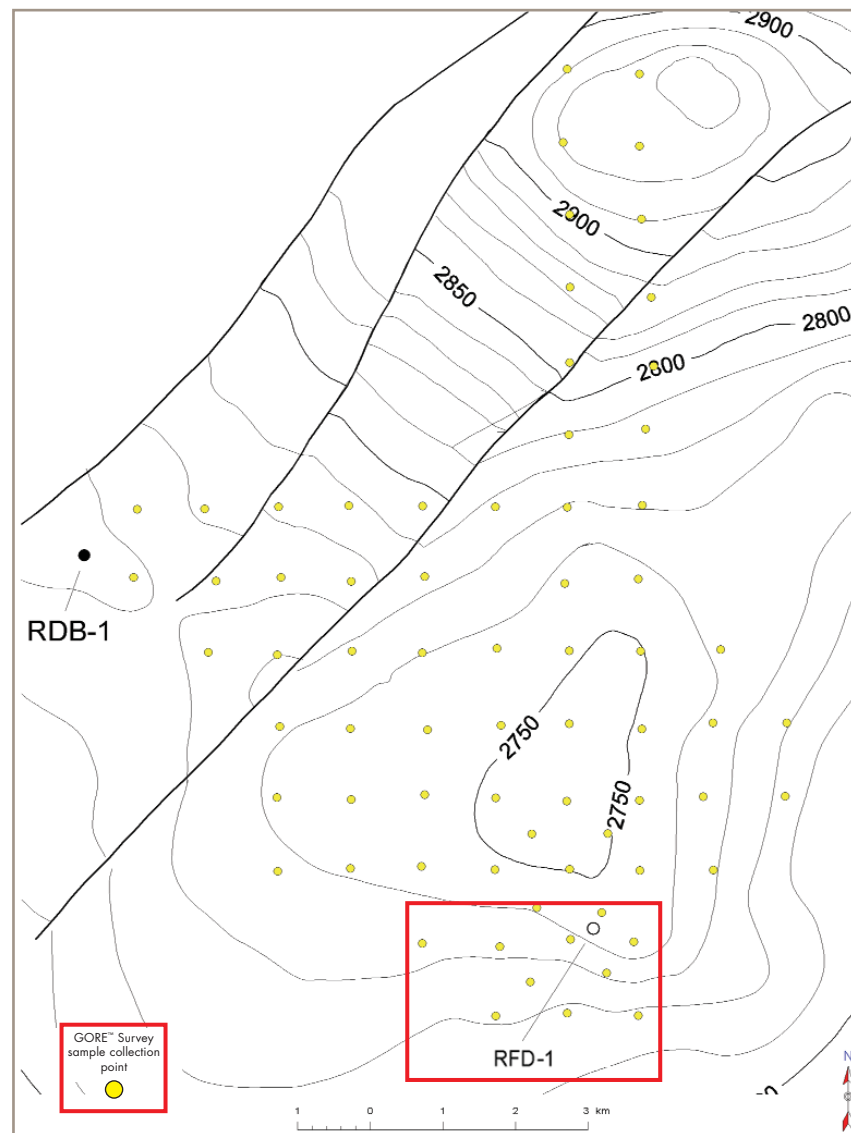 2900
2900
2850
2800
2800
RDB-1
2750
2750
RFD-1
GORE™ Survey
sample collection
point
N
©
1 0 1 2 3 km